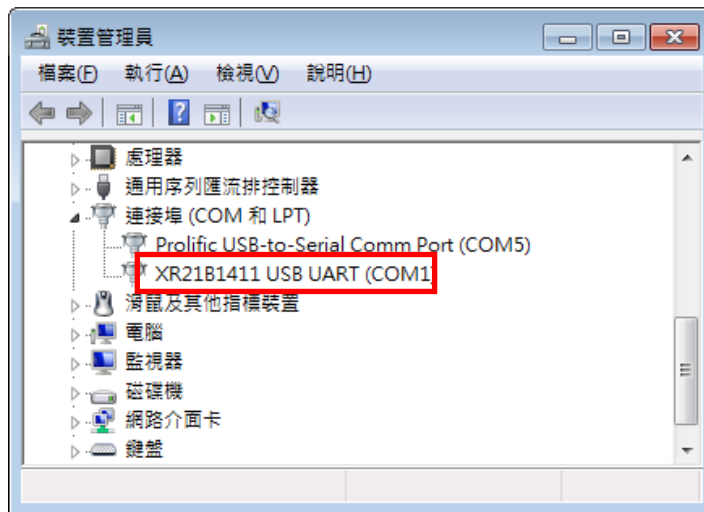 裝置管理員
檔案(F) 執行(A) 檢視(V) 說明(H)
處理器
通用序列匯流排控制器
連接埠 (COM 和 LPT)
Prolific USB-to-Serial Comm Port (COM5)
XR21B1411 USB UART (COM1)
滑鼠及其他指標裝置
電腦
監視器
磁碟機
網路介面卡
鍵盤